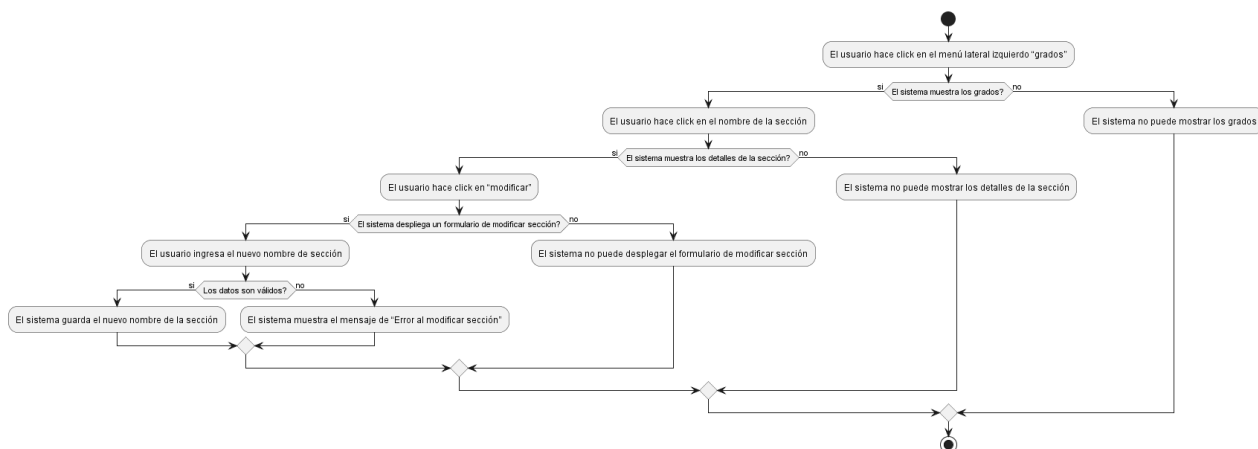 El usuario hace click en el menú lateral izquierdo “grados”
si
El sistema muestra los grados?
no
El usuario hace click en el nombre de la sección
El sistema no puede mostrar los grados
si
El sistema muestra los detalles de la sección?
no
El usuario hace click en “modificar”
El sistema no puede mostrar los detalles de la sección
si
El sistema despliega un formulario de modificar sección?
no
El usuario ingresa el nuevo nombre de sección
El sistema no puede desplegar el formulario de modificar sección
si
Los datos son válidos?
no
El sistema guarda el nuevo nombre de la sección
El sistema muestra el mensaje de “Error al modificar sección”